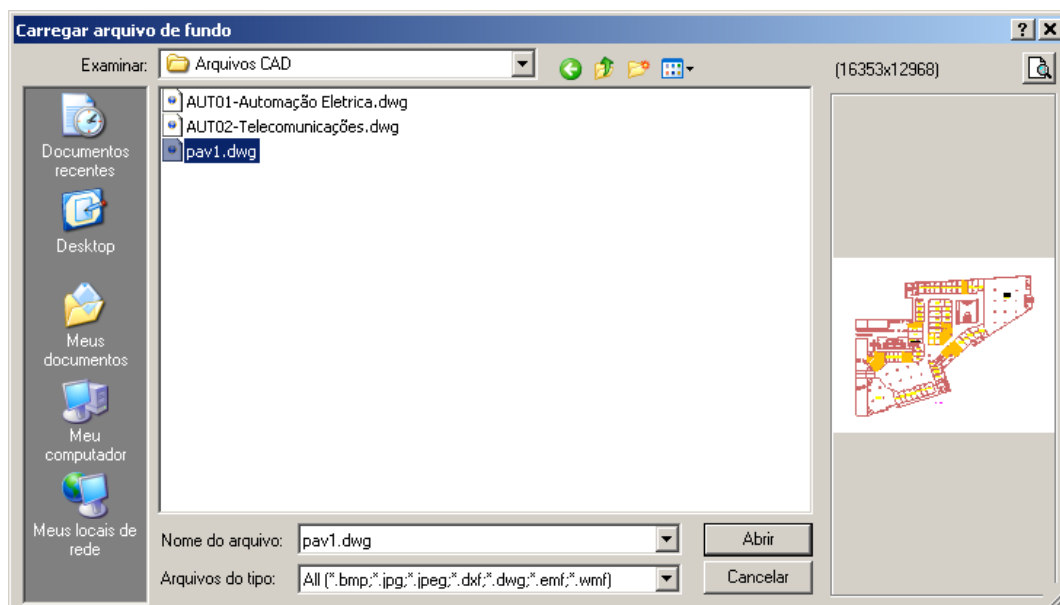 Carregar arquivo de fundo
Examinar:
Arquivos CAD
(16353x12968)
AUT01-Automação Eletrica.dwg
AUT02-Telecomunicações.dwg
pav1.dwg
Documentos
recentes
Desktop
Meus
documentos
Meu
computador
Meus locais de
rede
Nome do arquivo:
pav1.dwg
Abrir
Arquivos do tipo:
All (*.bmp;*.jpg;*.jpeg;*.dxf;*.dwg;*.emf;*.wmf)
Cancelar